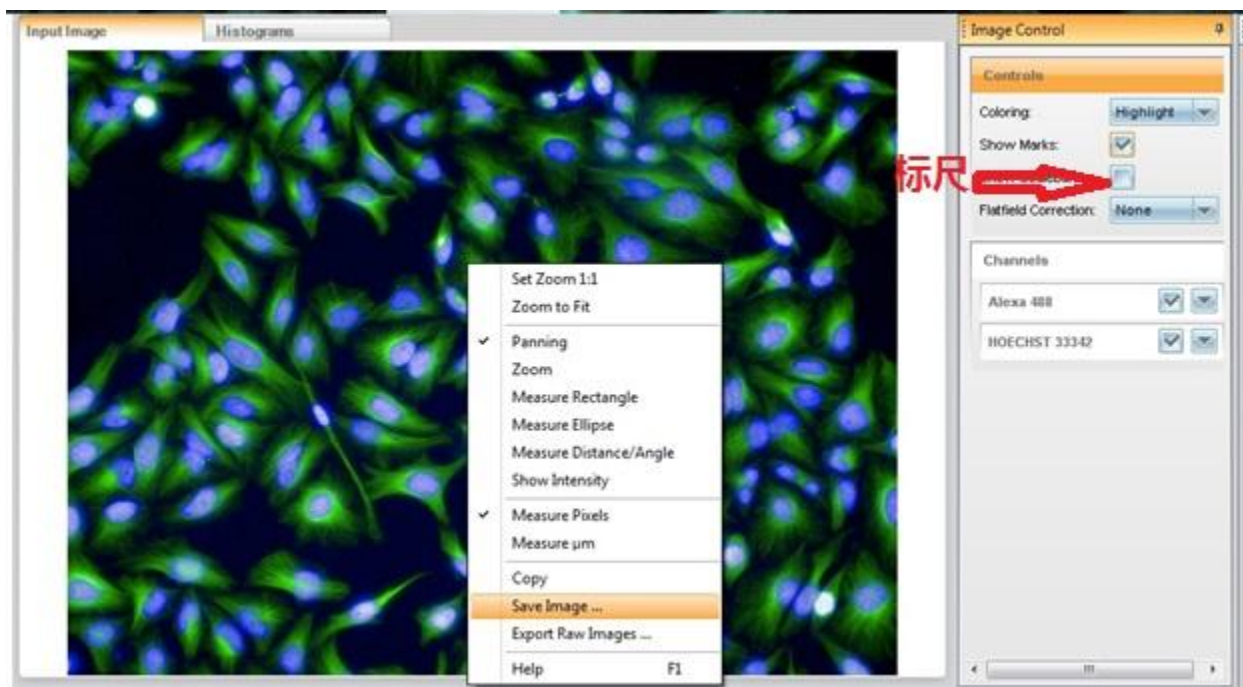 Input Image
Histograms
Image Control
Controls
Coloring:
Highlight
Show Marks:
标尺
Flatfield Correction:
None
Channels
Alexa 488
HOECHST 33342
Set Zoom 1:1
Zoom to Fit
Panning
Zoom
Measure Rectangle
Measure Ellipse
Measure Distance/Angle
Show Intensity
Measure Pixels
Measure µm
Copy
Save Image ...
Export Raw Images ...
Help F1